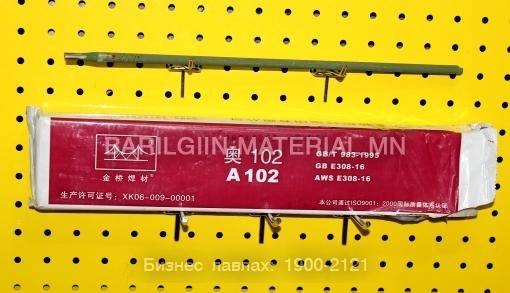 BARILGIIN-MATERIAL.MN
金桥焊材
奥 102
A 102
GB/T 983-1995
GB E308-16
AWS E308-16
生产许可证号: XK06-009-00001
本公司通过ISO9001: 2000国际质量体系认证
Бизнес лавлах: 1900-2121